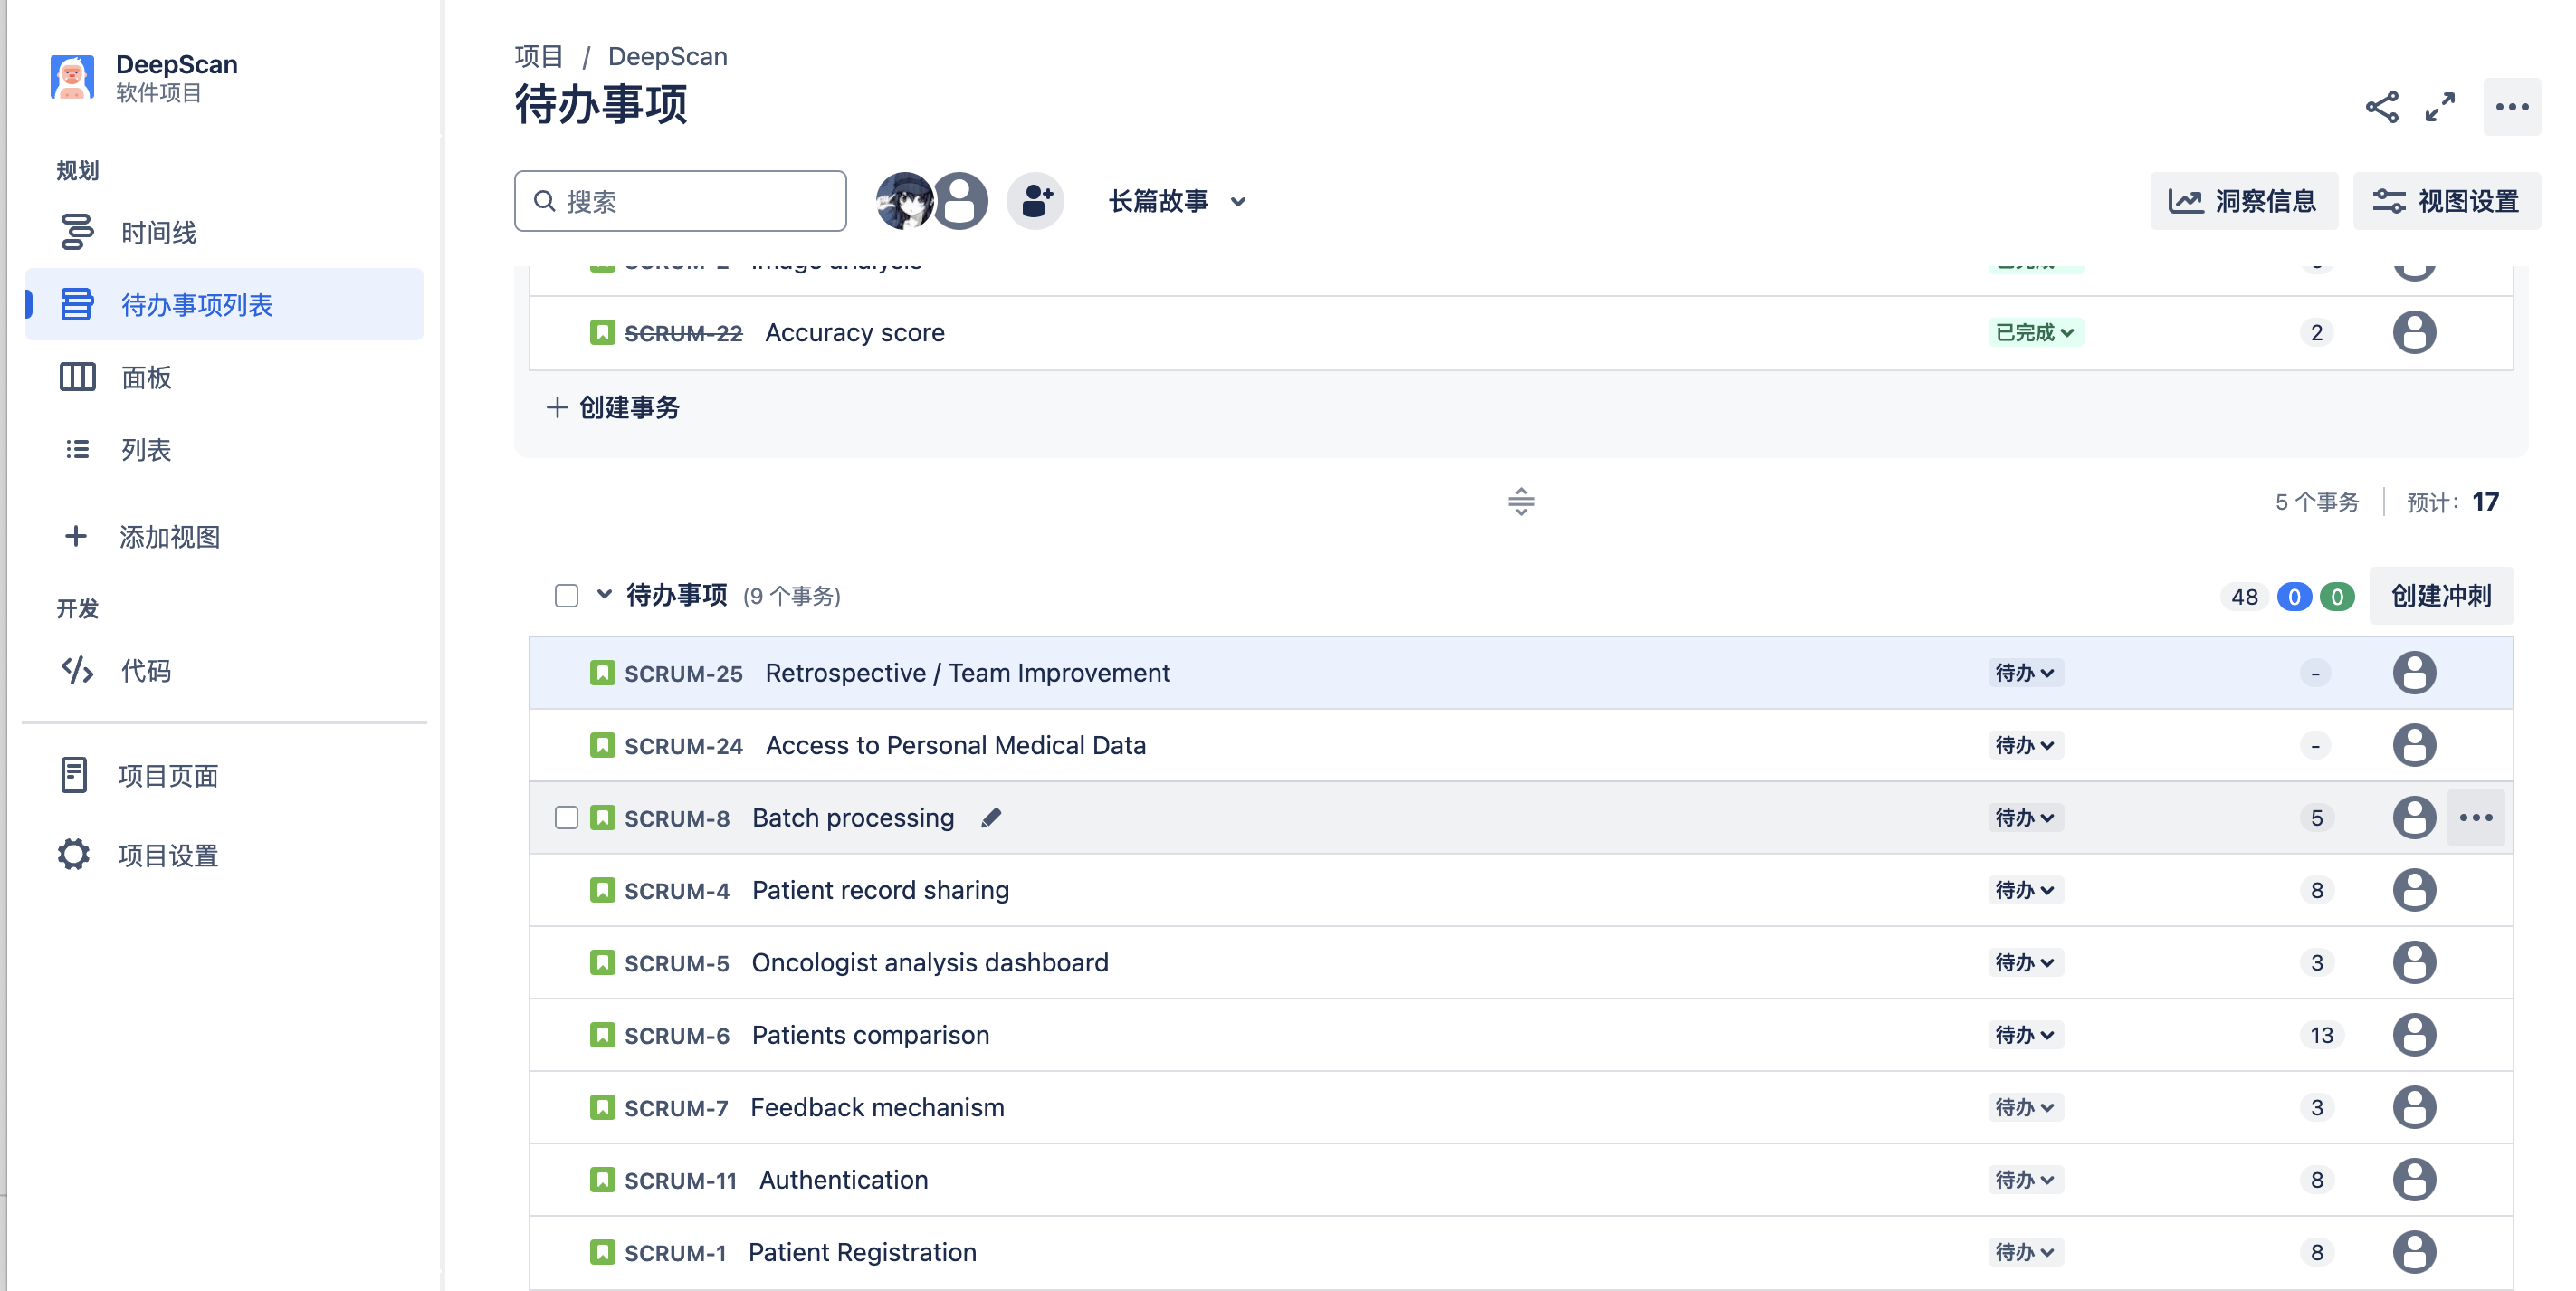 DeepScan
软件项目
规划
时间线
待办事项列表
面板
列表
添加视图
开发
代码
项目页面
项目设置
项目 / DeepScan
待办事项
搜索
长篇故事
洞察信息
视图设置
Image analysis 已完成
SCRUM-22 Accuracy score 已完成 2
创建事务
5 个事务 预计: 17
待办事项 (9 个事务) 48 0 0 创建冲刺
SCRUM-25 Retrospective / Team Improvement 待办 -
SCRUM-24 Access to Personal Medical Data 待办 -
SCRUM-8 Batch processing 待办 5
SCRUM-4 Patient record sharing 待办 8
SCRUM-5 Oncologist analysis dashboard 待办 3
SCRUM-6 Patients comparison 待办 13
SCRUM-7 Feedback mechanism 待办 3
SCRUM-11 Authentication 待办 8
SCRUM-1 Patient Registration 待办 8